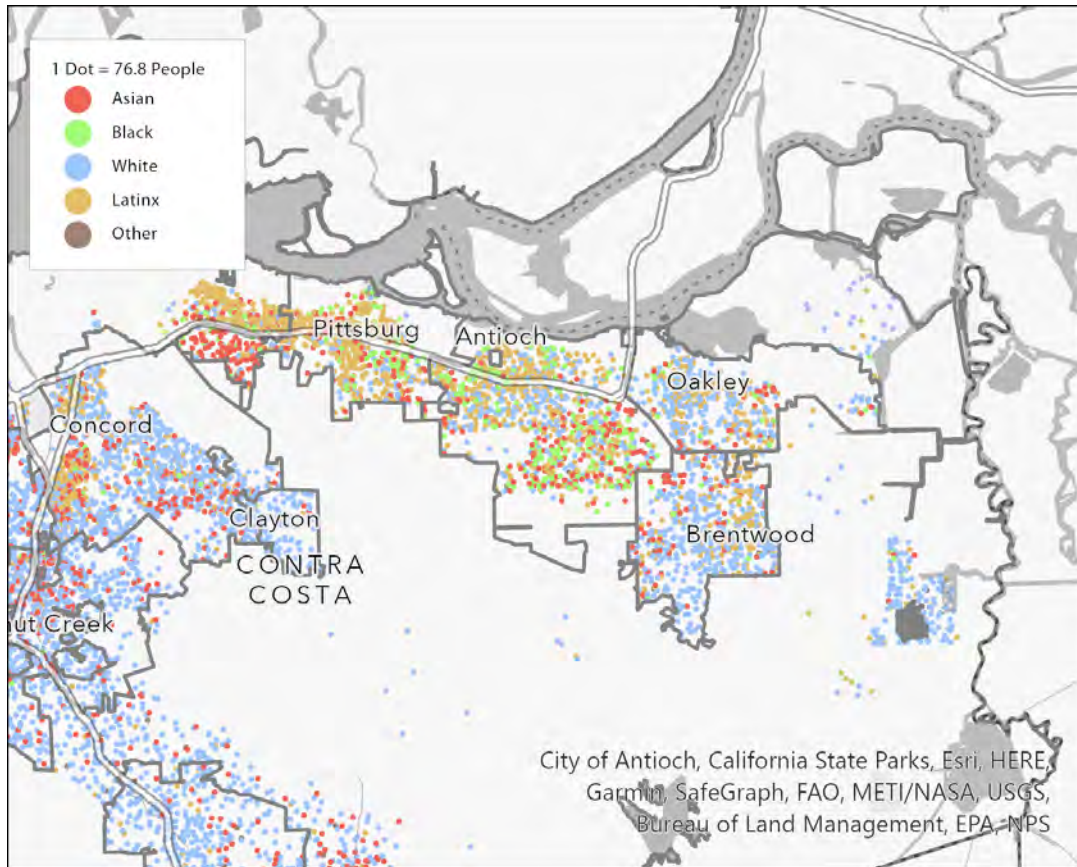 1 Dot = 76.8 People
Asian
Black
White
Latinx
Other
Pittsburg
Antioch
Oakley
Concord
Clayton
Brentwood
CONTRA
COSTA
nut Creek
City of Antioch, California State Parks, Esri, HERE,
Garmin, SafeGraph, FAO, METI/NASA, USGS,
Bureau of Land Management, EPA, NPS